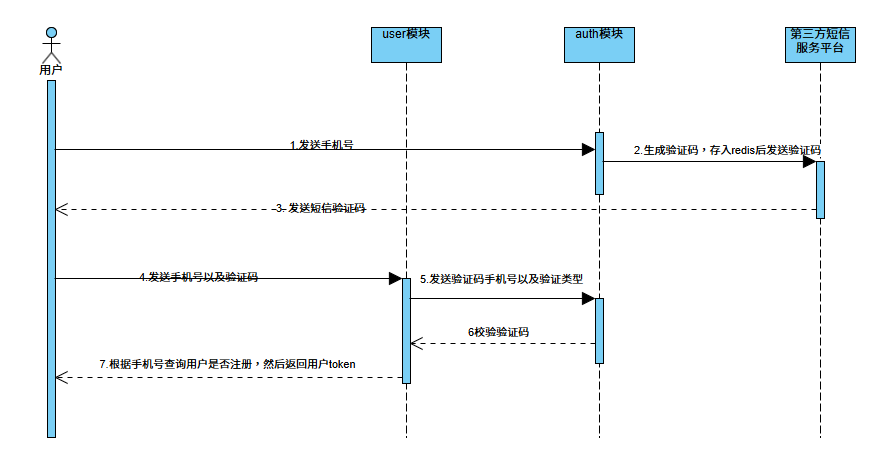 user模块
auth模块
第三方短信
服务平台
用户
1.发送手机号
2.生成验证码，存入redis后发送验证码
3. 发送短信验证码
4.发送手机号以及验证码
5.发送验证码手机号以及验证类型
6校验验证码
7.根据手机号查询用户是否注册，然后返回用户token